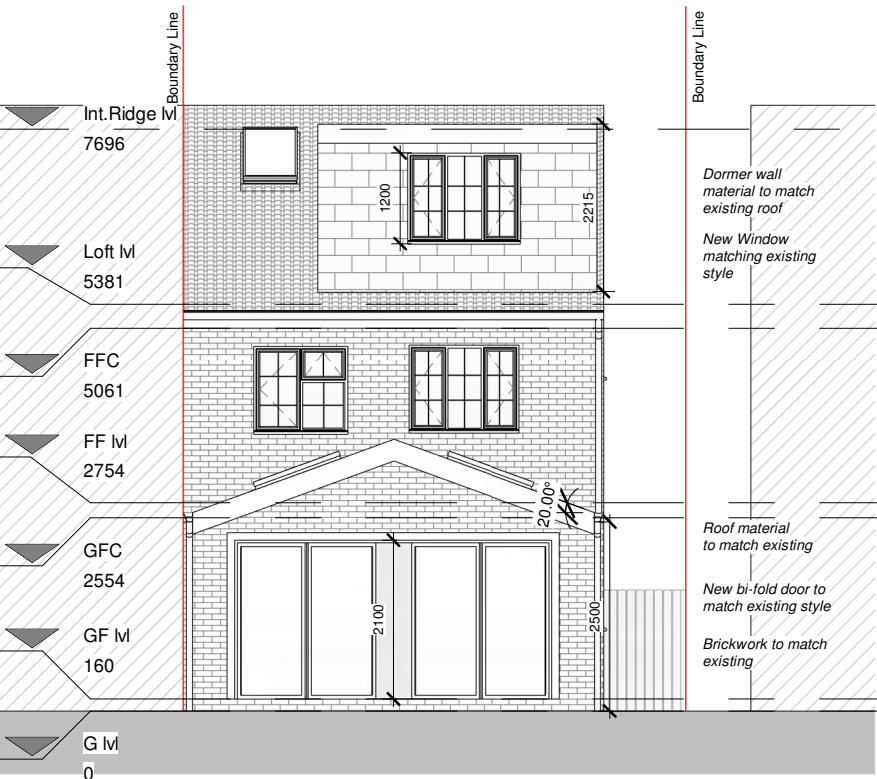 Boundary Line
Boundary Line
Int.Ridge lvl
7696
Loft lvl
5381
FFC
5061
FF lvl
2754
GFC
2554
GF lvl
160
G lvl
0
1200
2215
20.00°
2100
2500
Dormer wall
material to match
existing roof
New Window
matching existing
style
Roof material
to match existing
New bi-fold door to
match existing style
Brickwork to match
existing